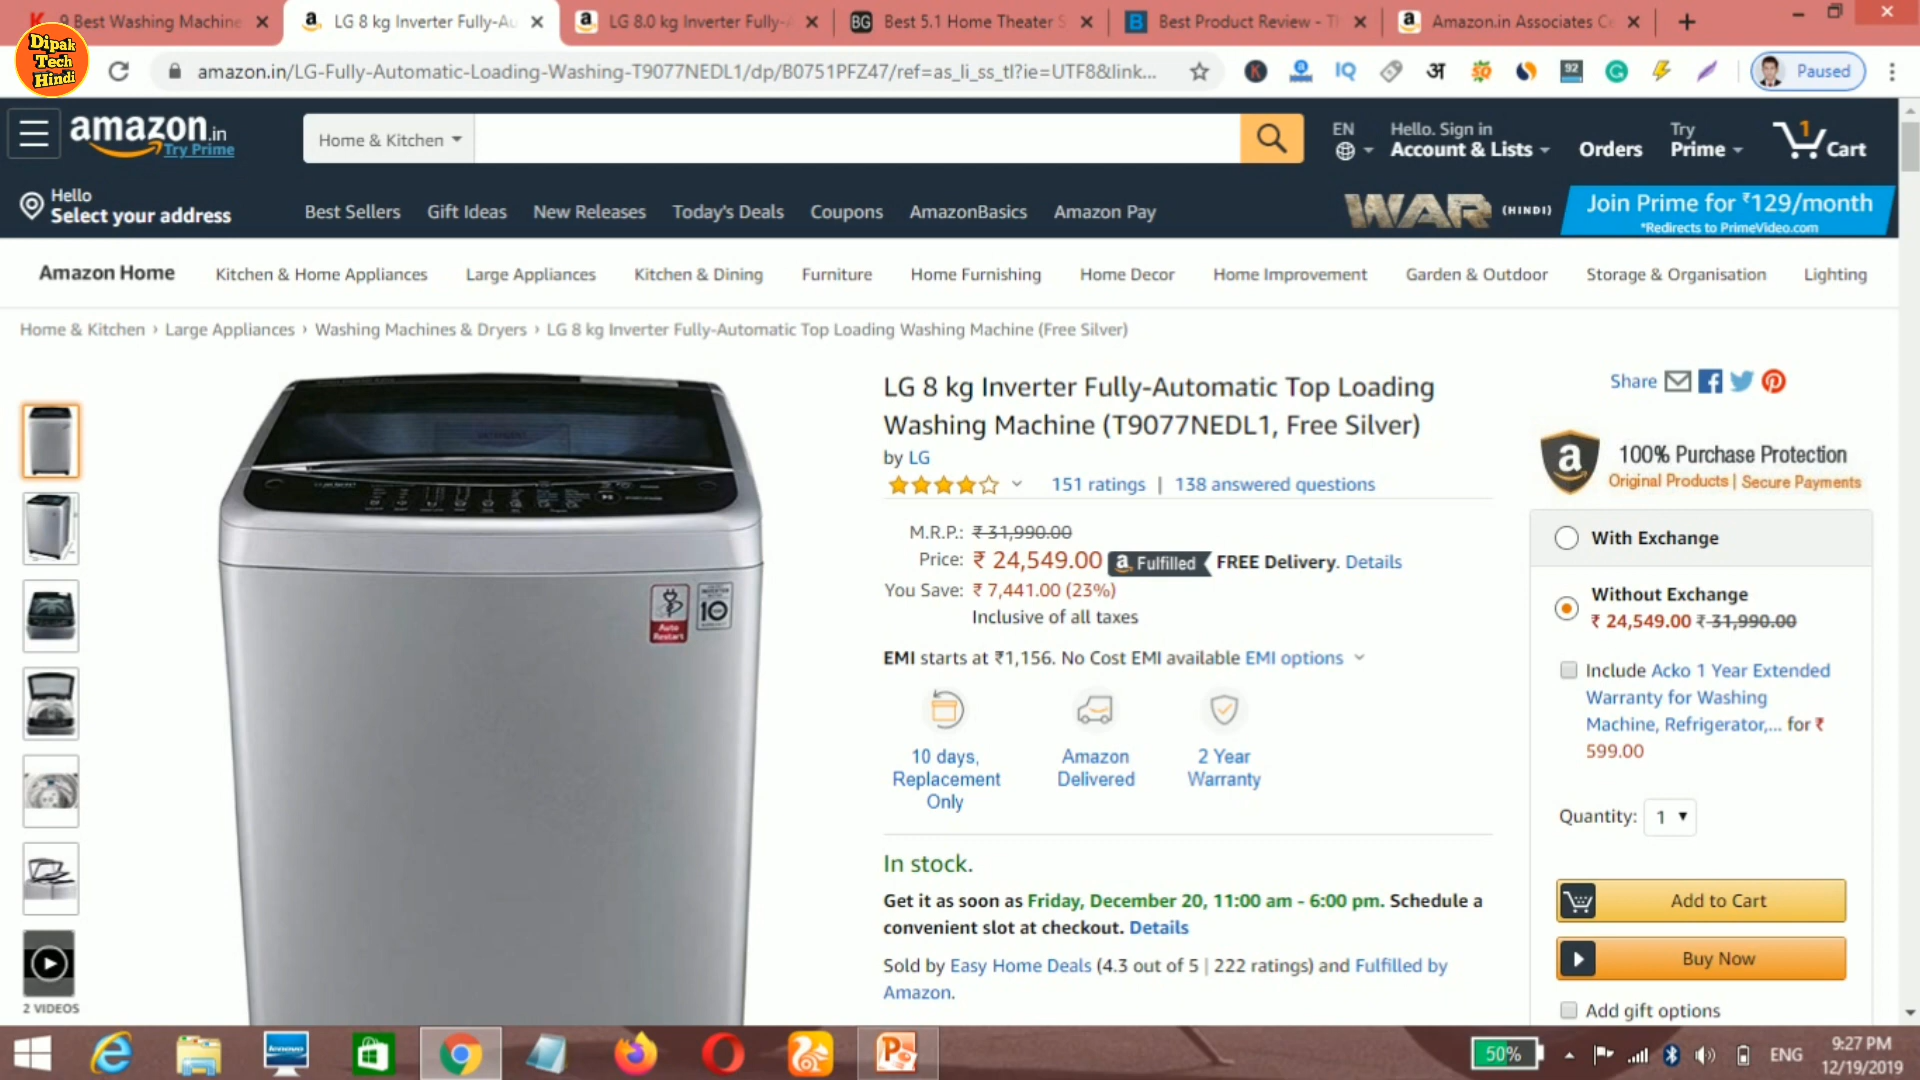 9 Best Washing Machine
LG 8 kg Inverter Fully-Au
LG 8.0 kg Inverter Fully-A
BG Best 5.1 Home Theater S
B Best Product Review - Th
Amazon.in Associates Ce
Dipak
Tech
Hindi
amazon.in/LG-Fully-Automatic-Loading-Washing-T9077NEDL1/dp/B0751PFZ47/ref=as_li_ss_tl?ie=UTF8&link...
IQ
अ
92
Paused
amazon.in
Try Prime
Home & Kitchen
EN
Hello. Sign in
Account & Lists
Orders
Try
Prime
1
Cart
Hello
Select your address
Best Sellers Gift Ideas New Releases Today's Deals Coupons AmazonBasics Amazon Pay
WAR (HINDI)
Join Prime for ₹129/month
*Redirects to PrimeVideo.com
Amazon Home Kitchen & Home Appliances Large Appliances Kitchen & Dining Furniture Home Furnishing Home Decor Home Improvement Garden & Outdoor Storage & Organisation Lighting
Home & Kitchen › Large Appliances › Washing Machines & Dryers › LG 8 kg Inverter Fully-Automatic Top Loading Washing Machine (Free Silver)
Auto
Restart
10
2 VIDEOS
LG 8 kg Inverter Fully-Automatic Top Loading
Washing Machine (T9077NEDL1, Free Silver)
by LG
151 ratings | 138 answered questions
M.R.P.: ₹ 31,990.00
Price: ₹ 24,549.00 a Fulfilled FREE Delivery. Details
You Save: ₹ 7,441.00 (23%)
Inclusive of all taxes
EMI starts at ₹1,156. No Cost EMI available EMI options
10 days,
Replacement
Only
Amazon
Delivered
2 Year
Warranty
In stock.
Get it as soon as Friday, December 20, 11:00 am - 6:00 pm. Schedule a
convenient slot at checkout. Details
Sold by Easy Home Deals (4.3 out of 5 | 222 ratings) and Fulfilled by
Amazon.
Share
100% Purchase Protection
Original Products | Secure Payments
With Exchange
Without Exchange
₹ 24,549.00 ₹ 31,990.00
Include Acko 1 Year Extended
Warranty for Washing
Machine, Refrigerator,... for ₹
599.00
Quantity: 1
Add to Cart
Buy Now
Add gift options
lenovo
50%
ENG
9:27 PM
12/19/2019